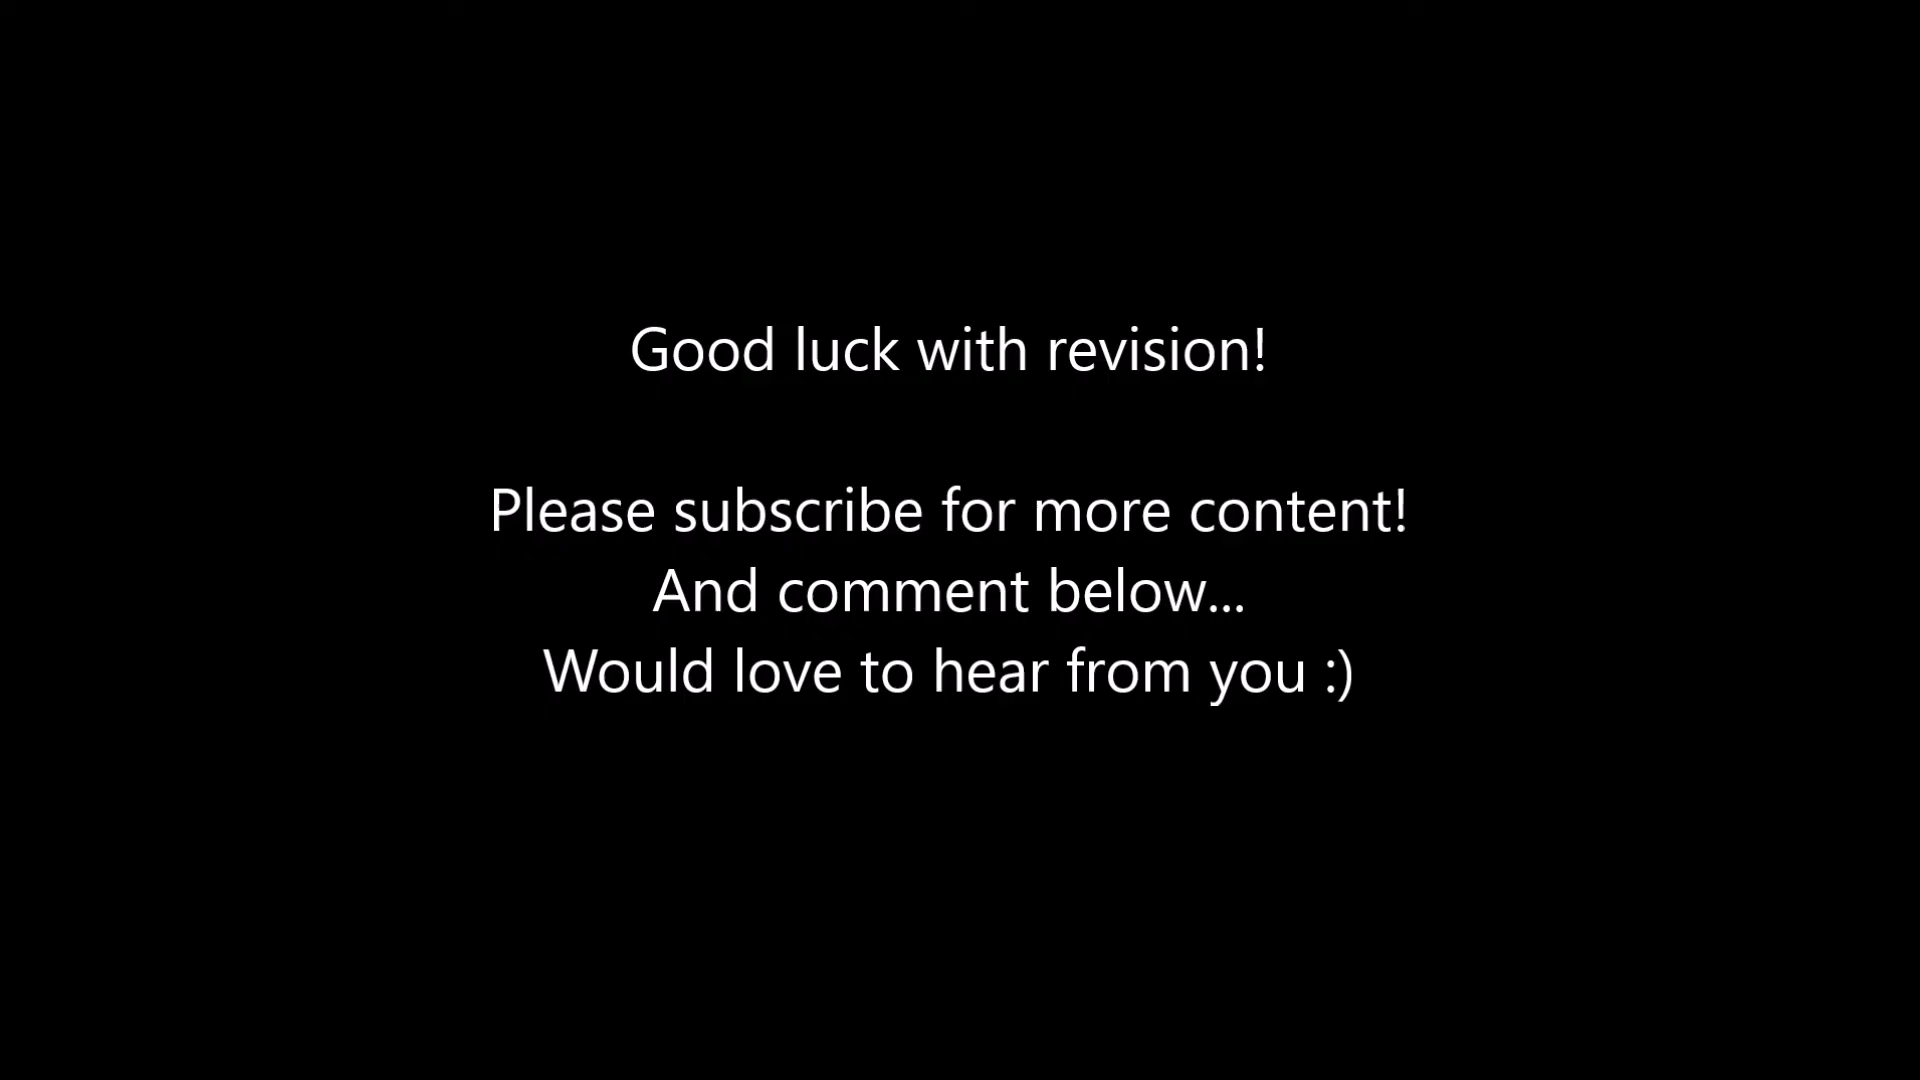 Good luck with revision!
Please subscribe for more content!
And comment below...
Would love to hear from you :)